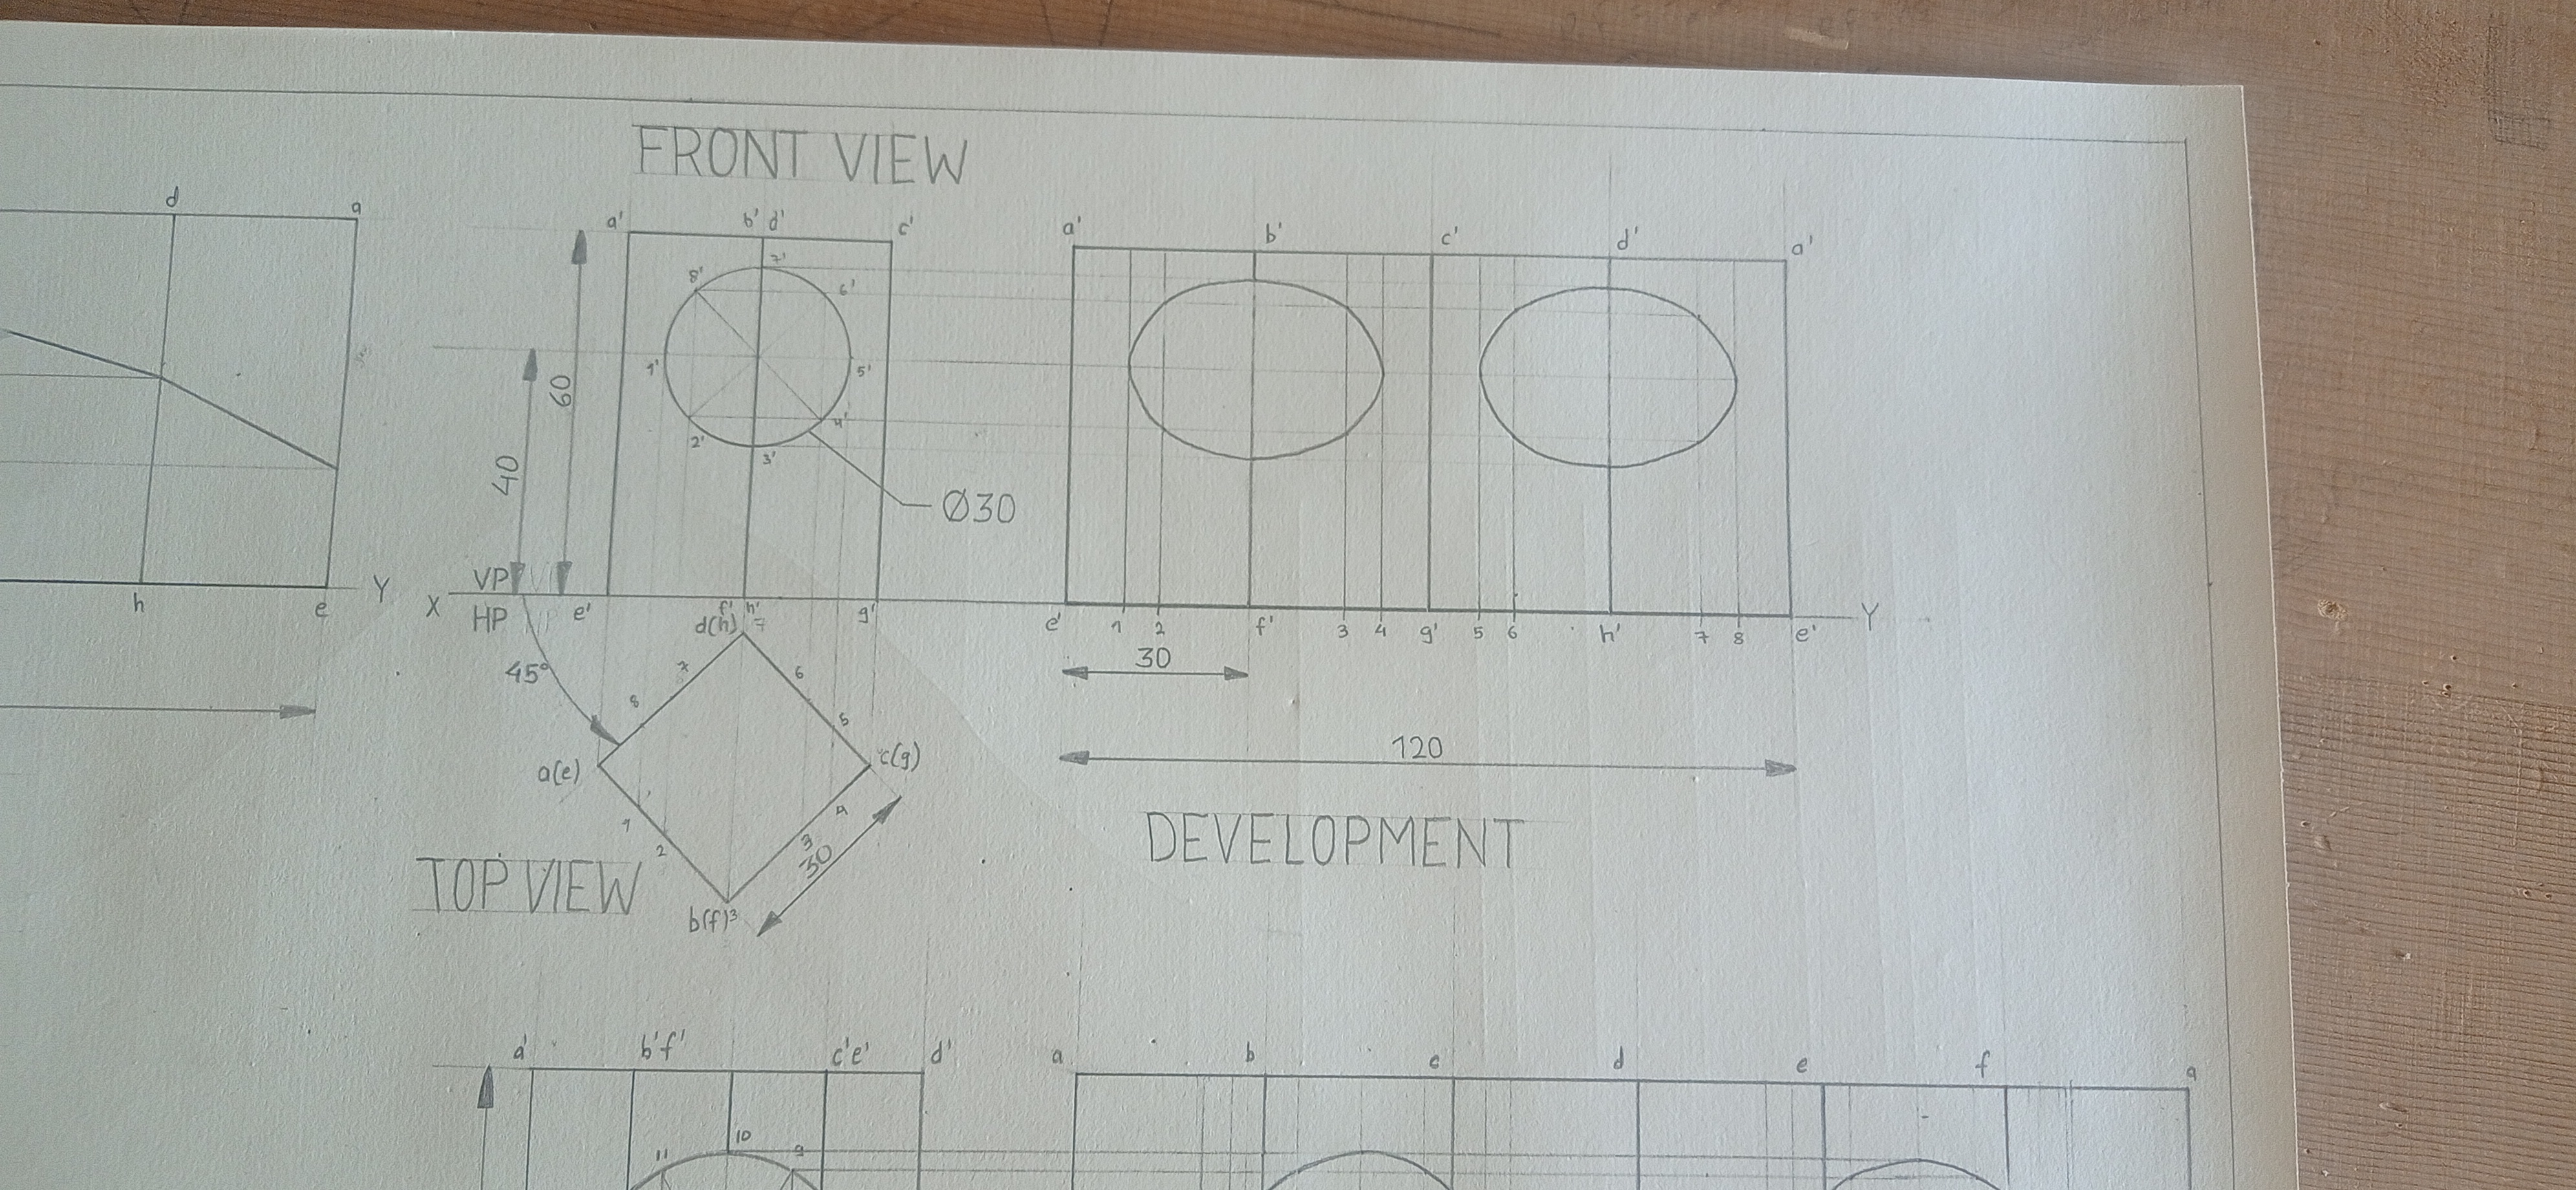 FRONT VIEW
d a
a' b' d' c' a' b' c' d' a'
7'
8' 6'
1' 5'
60
4'
2'
3'
40
Ø30
VP
X HP e' f' h' g' e' 1 2 f' 3 4 g' 5 6 h' 7 8 e' Y
h e Y
d(h) 7
45°
7 6
8 5
30
a(e) c(g)
120
1 4
2 3
30
DEVELOPMENT
TOP VIEW
b(f) 3
a' b'f' c'e' d' a b c d e f a
10
11 9